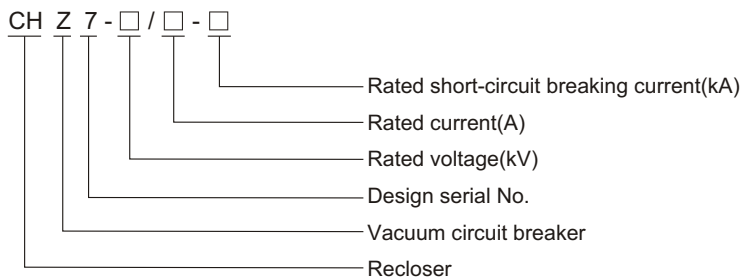 CH Z 7 - □ / □ - □
Rated short-circuit breaking current(kA)
Rated current(A)
Rated voltage(kV)
Design serial No.
Vacuum circuit breaker
Recloser